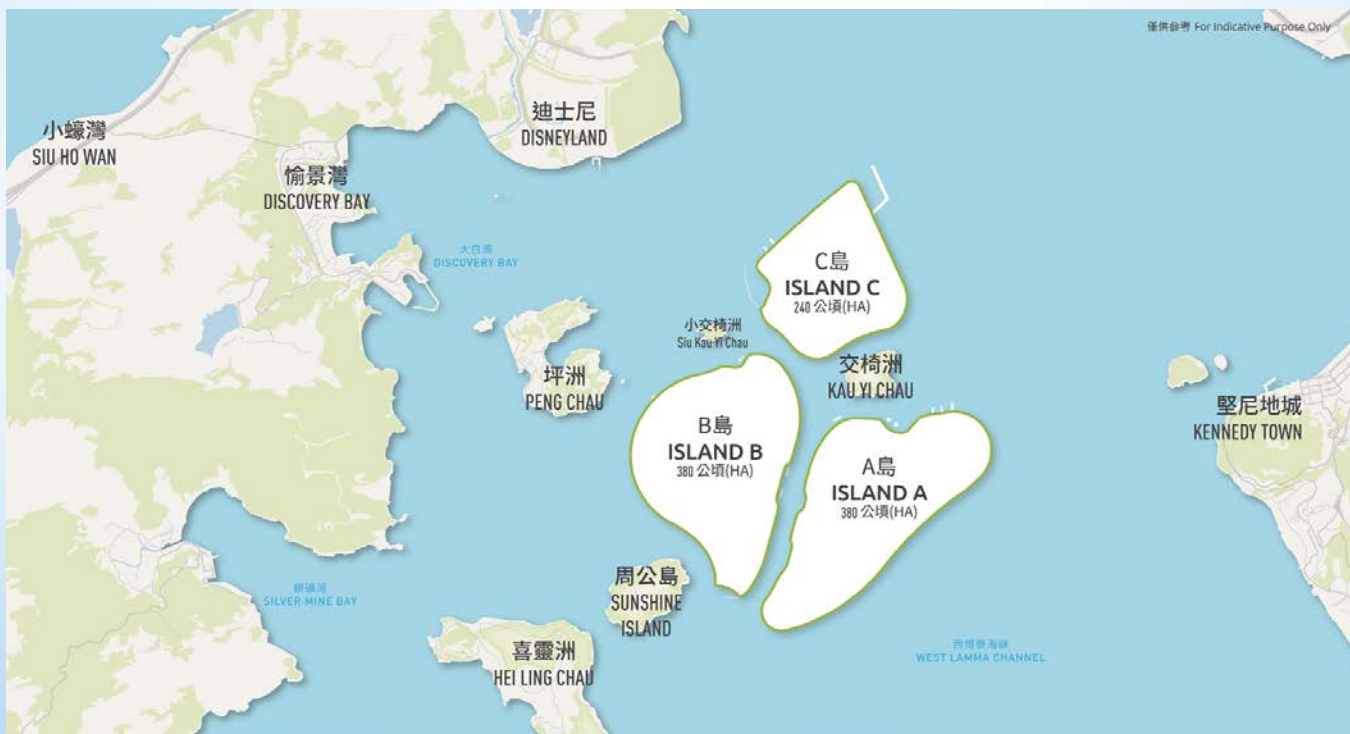 僅供參考 For Indicative Purpose Only
迪士尼
DISNEYLAND
小蠔灣
SIU HO WAN
愉景灣
DISCOVERY BAY
大白灣
DISCOVERY BAY
C島
ISLAND C
240 公頃(HA)
小交椅洲
Siu Kau Yi Chau
交椅洲
KAU YI CHAU
坪洲
PENG CHAU
堅尼地城
KENNEDY TOWN
B島
ISLAND B
380 公頃(HA)
A島
ISLAND A
380 公頃(HA)
周公島
SUNSHINE
ISLAND
銀礦灣
SILVER MINE BAY
喜靈洲
HEI LING CHAU
西博寮海峽
WEST LAMMA CHANNEL